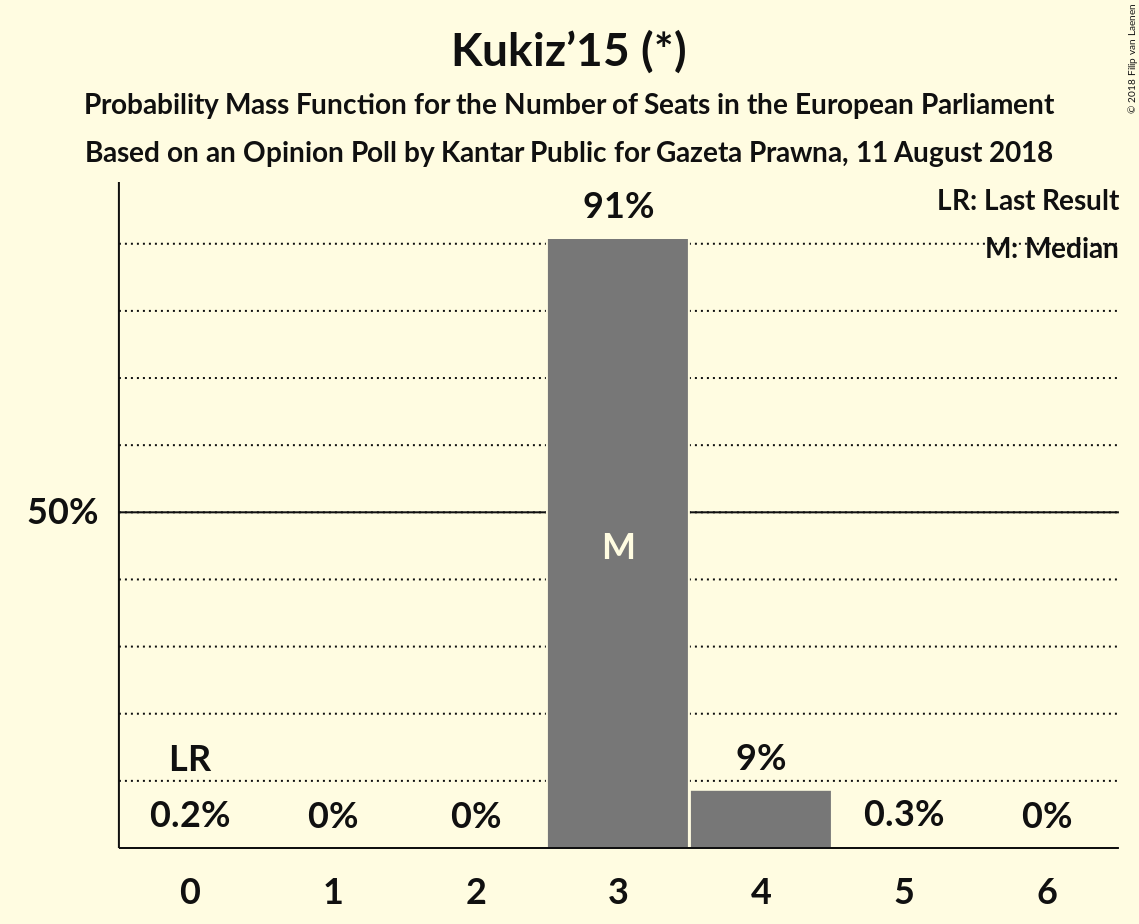 Kukiz’15 (*)
Probability Mass Function for the Number of Seats in the European Parliament
Based on an Opinion Poll by Kantar Public for Gazeta Prawna, 11 August 2018
© 2018 Filip van Laenen
LR: Last Result
M: Median
91%
50%
M
LR
9%
0.2% 0% 0% 0.3% 0%
0 1 2 3 4 5 6